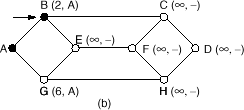 B (2, A) C (∞, −)
A E (∞, −) F (∞, −) D (∞, −)
G (6, A) H (∞, −)
(b)